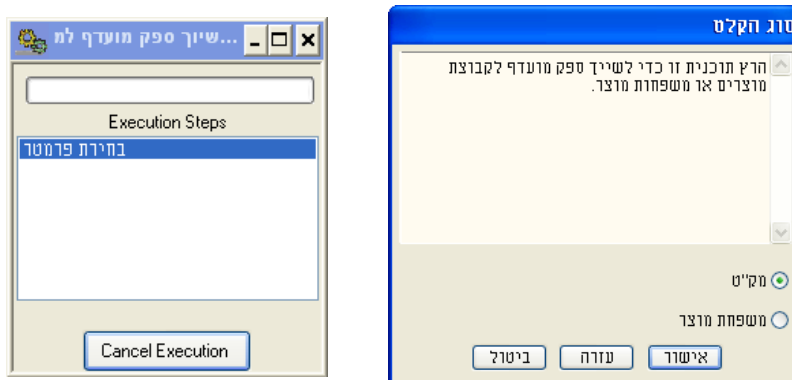 שיוך ספק מועדף למ...
Execution Steps
בחירת פרמטר
Cancel Execution
סוג הקלט
הרץ תוכנית זו כדי לשייך ספק מועדף לקבוצת
מוצרים או משפחות מוצר.
מק"ט
משפחת מוצר
אישור
עזרה
ביטול